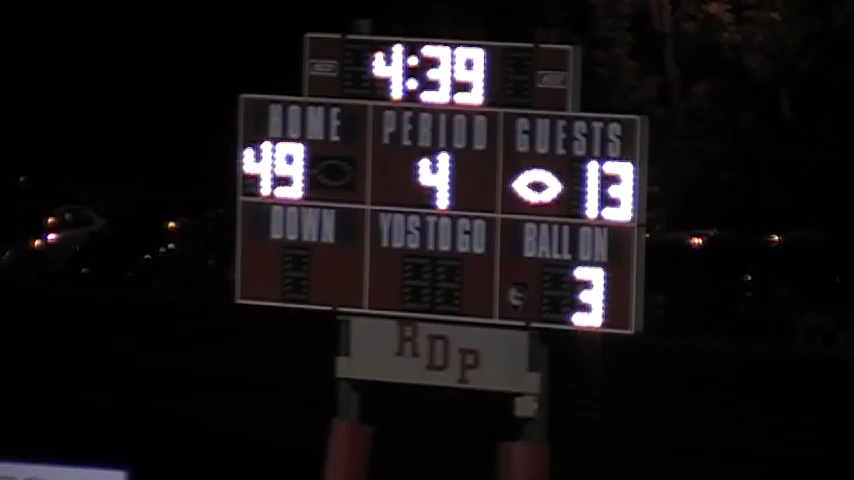 4:39
HOME PERIOD GUESTS
49 4 13
DOWN YDS TO GO BALL ON
3
RDP